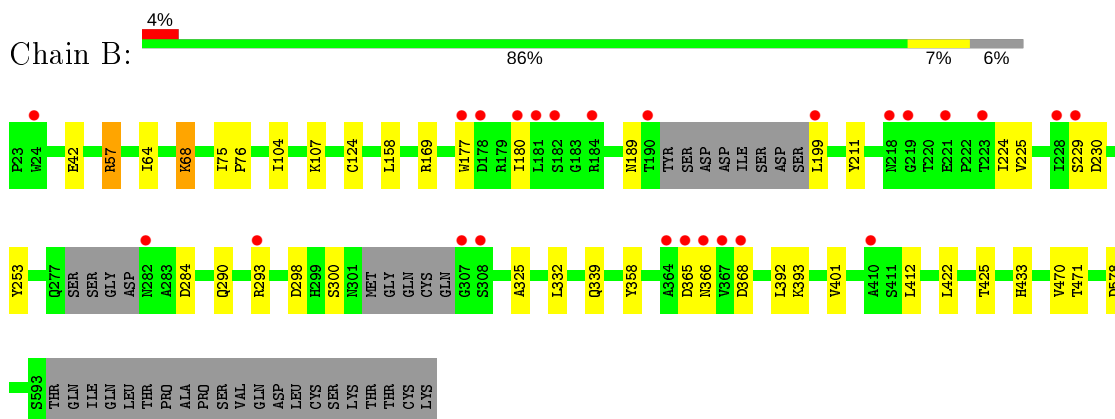 4%
Chain B:
86% 7% 6%
P23 W24 E42 R57 I64 K68 I75 P76 I104 K107 C124 L158 R169 W177 D178 R179 I180 L181 S182 G183 R184 N189 T190 TYR SER ASP ASP ILE SER ASP SER L199 Y211 N218 G219 T220 E221 P222 T223 I224 V225 I228 S229 D230
Y253 Q277 SER SER GLY ASP N282 A283 D284 Q290 R293 D298 H299 S300 N301 MET GLY GLN CYS GLN G307 S308 A325 L332 Q339 Y358 A364 D365 N366 V367 D368 L392 K393 V401 A410 S411 L412 L422 T425 H433 V470 T471 D578
S593 THR GLN ILE GLN LEU THR PRO ALA PRO SER VAL GLN ASP LEU CYS SER LYS THR THR CYS LYS